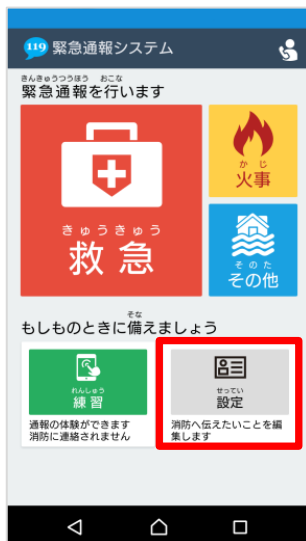 119 緊急通報システム
きんきゅうつうほう おこな
緊急通報を行います
きゅうきゅう
救急
かじ
火事
そのた
その他
そな
もしものときに備えましょう
れんしゅう
練習
通報の体験ができます
消防に連絡されません
せってい
設定
消防へ伝えたいことを編
集します